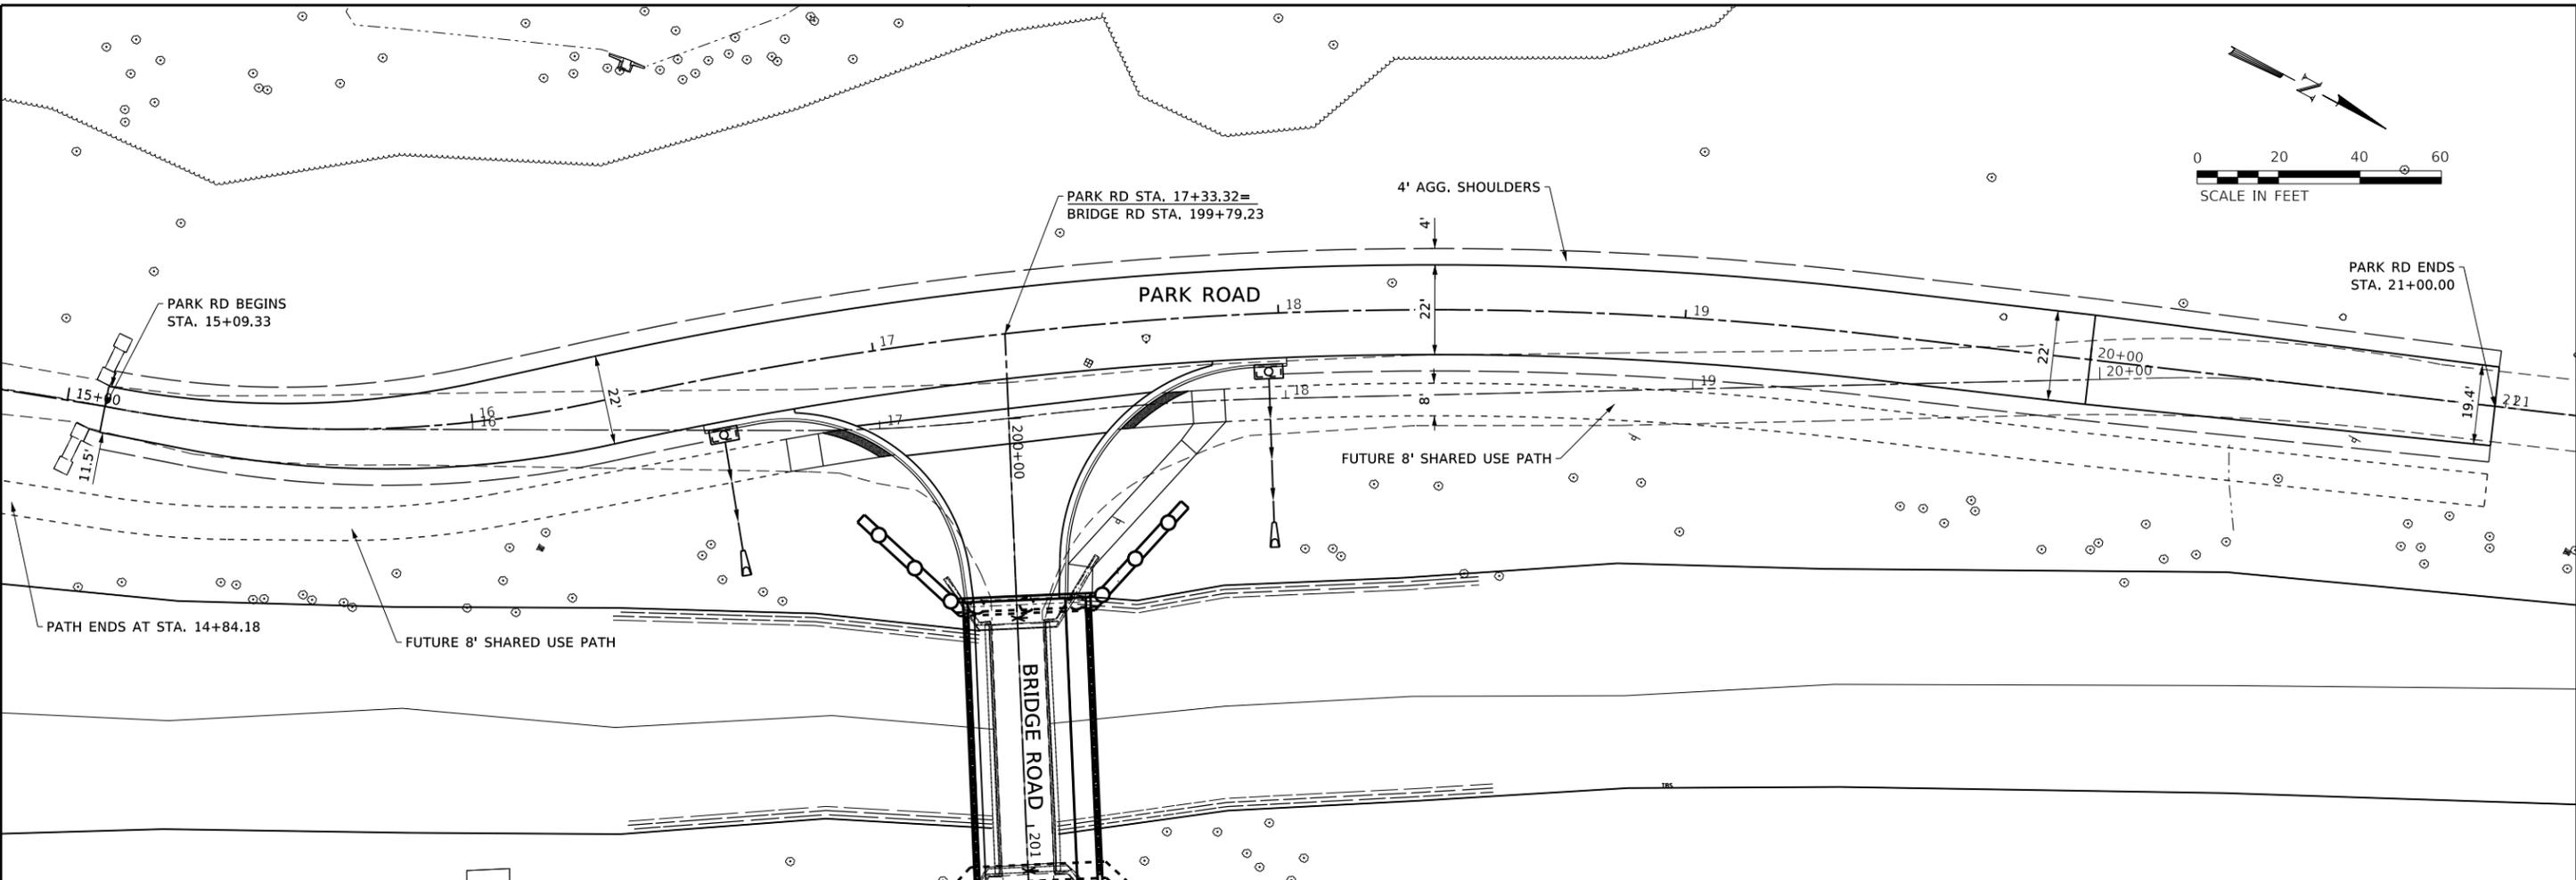 N
0 20 40 60
SCALE IN FEET
PARK RD STA. 17+33.32=
BRIDGE RD STA. 199+79.23
4' AGG. SHOULDERS
4'
PARK RD BEGINS
STA. 15+09.33
PARK RD ENDS
STA. 21+00.00
PARK ROAD
22'
18
19
17
22'
20+00
20+00
15+00
16
16
22'
17
18
19
8'
19.4'
21
21
11.5'
200+00
FUTURE 8' SHARED USE PATH
PATH ENDS AT STA. 14+84.18
FUTURE 8' SHARED USE PATH
BRIDGE ROAD
201
TBS